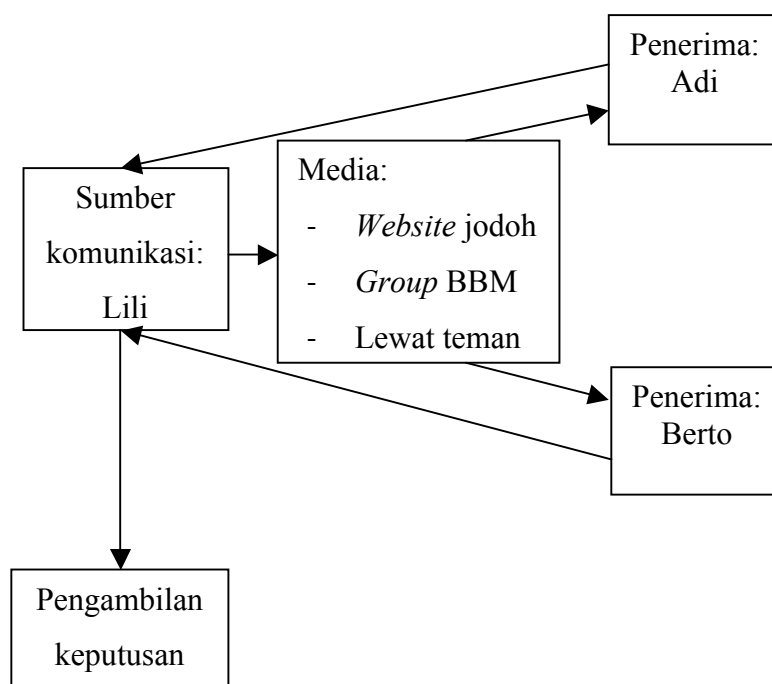 Penerima:
Adi
Sumber
komunikasi:
Lili
Media:
- Website jodoh
- Group BBM
- Lewat teman
Penerima:
Berto
Pengambilan
keputusan